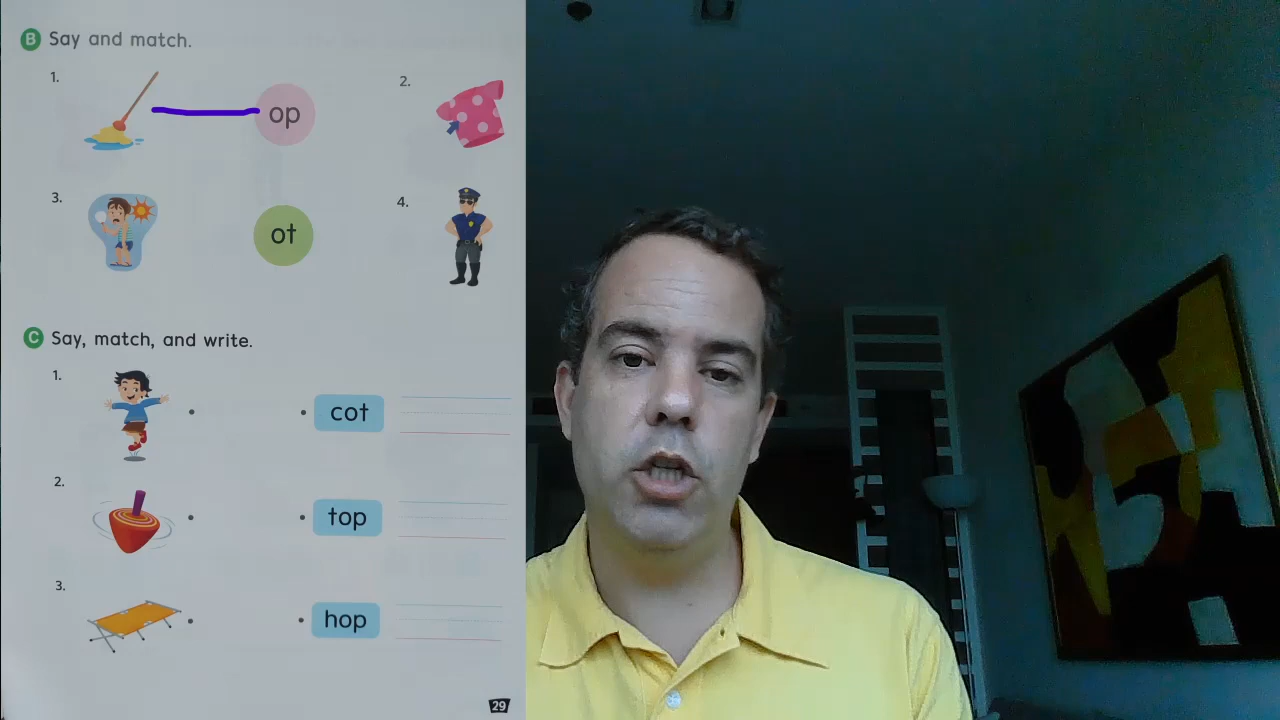 B Say and match.
1.
op
2.
3.
ot
4.
C Say, match, and write.
1.
cot
2.
top
3.
hop
29